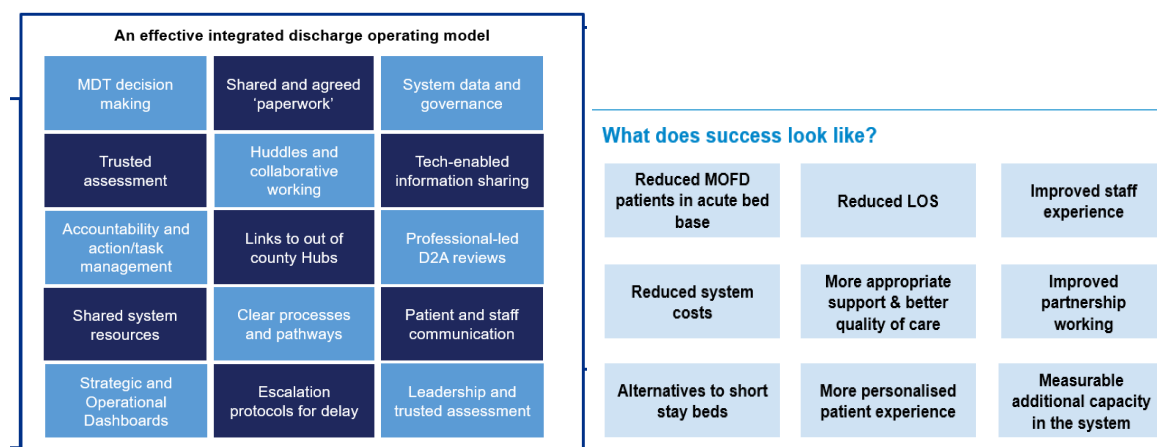 An effective integrated discharge operating model
MDT decision
making
Shared and agreed
'paperwork'
System data and
governance
Trusted
assessment
Huddles and
collaborative
working
Tech-enabled
information sharing
Accountability and
action/task
management
Links to out of
county Hubs
Professional-led
D2A reviews
Shared system
resources
Clear processes
and pathways
Patient and staff
communication
Strategic and
Operational
Dashboards
Escalation
protocols for delay
Leadership and
trusted assessment
What does success look like?
Reduced MOFD
patients in acute bed
base
Reduced LOS
Improved staff
experience
Reduced system
costs
More appropriate
support & better
quality of care
Improved
partnership
working
Alternatives to short
stay beds
More personalised
patient experience
Measurable
additional capacity
in the system